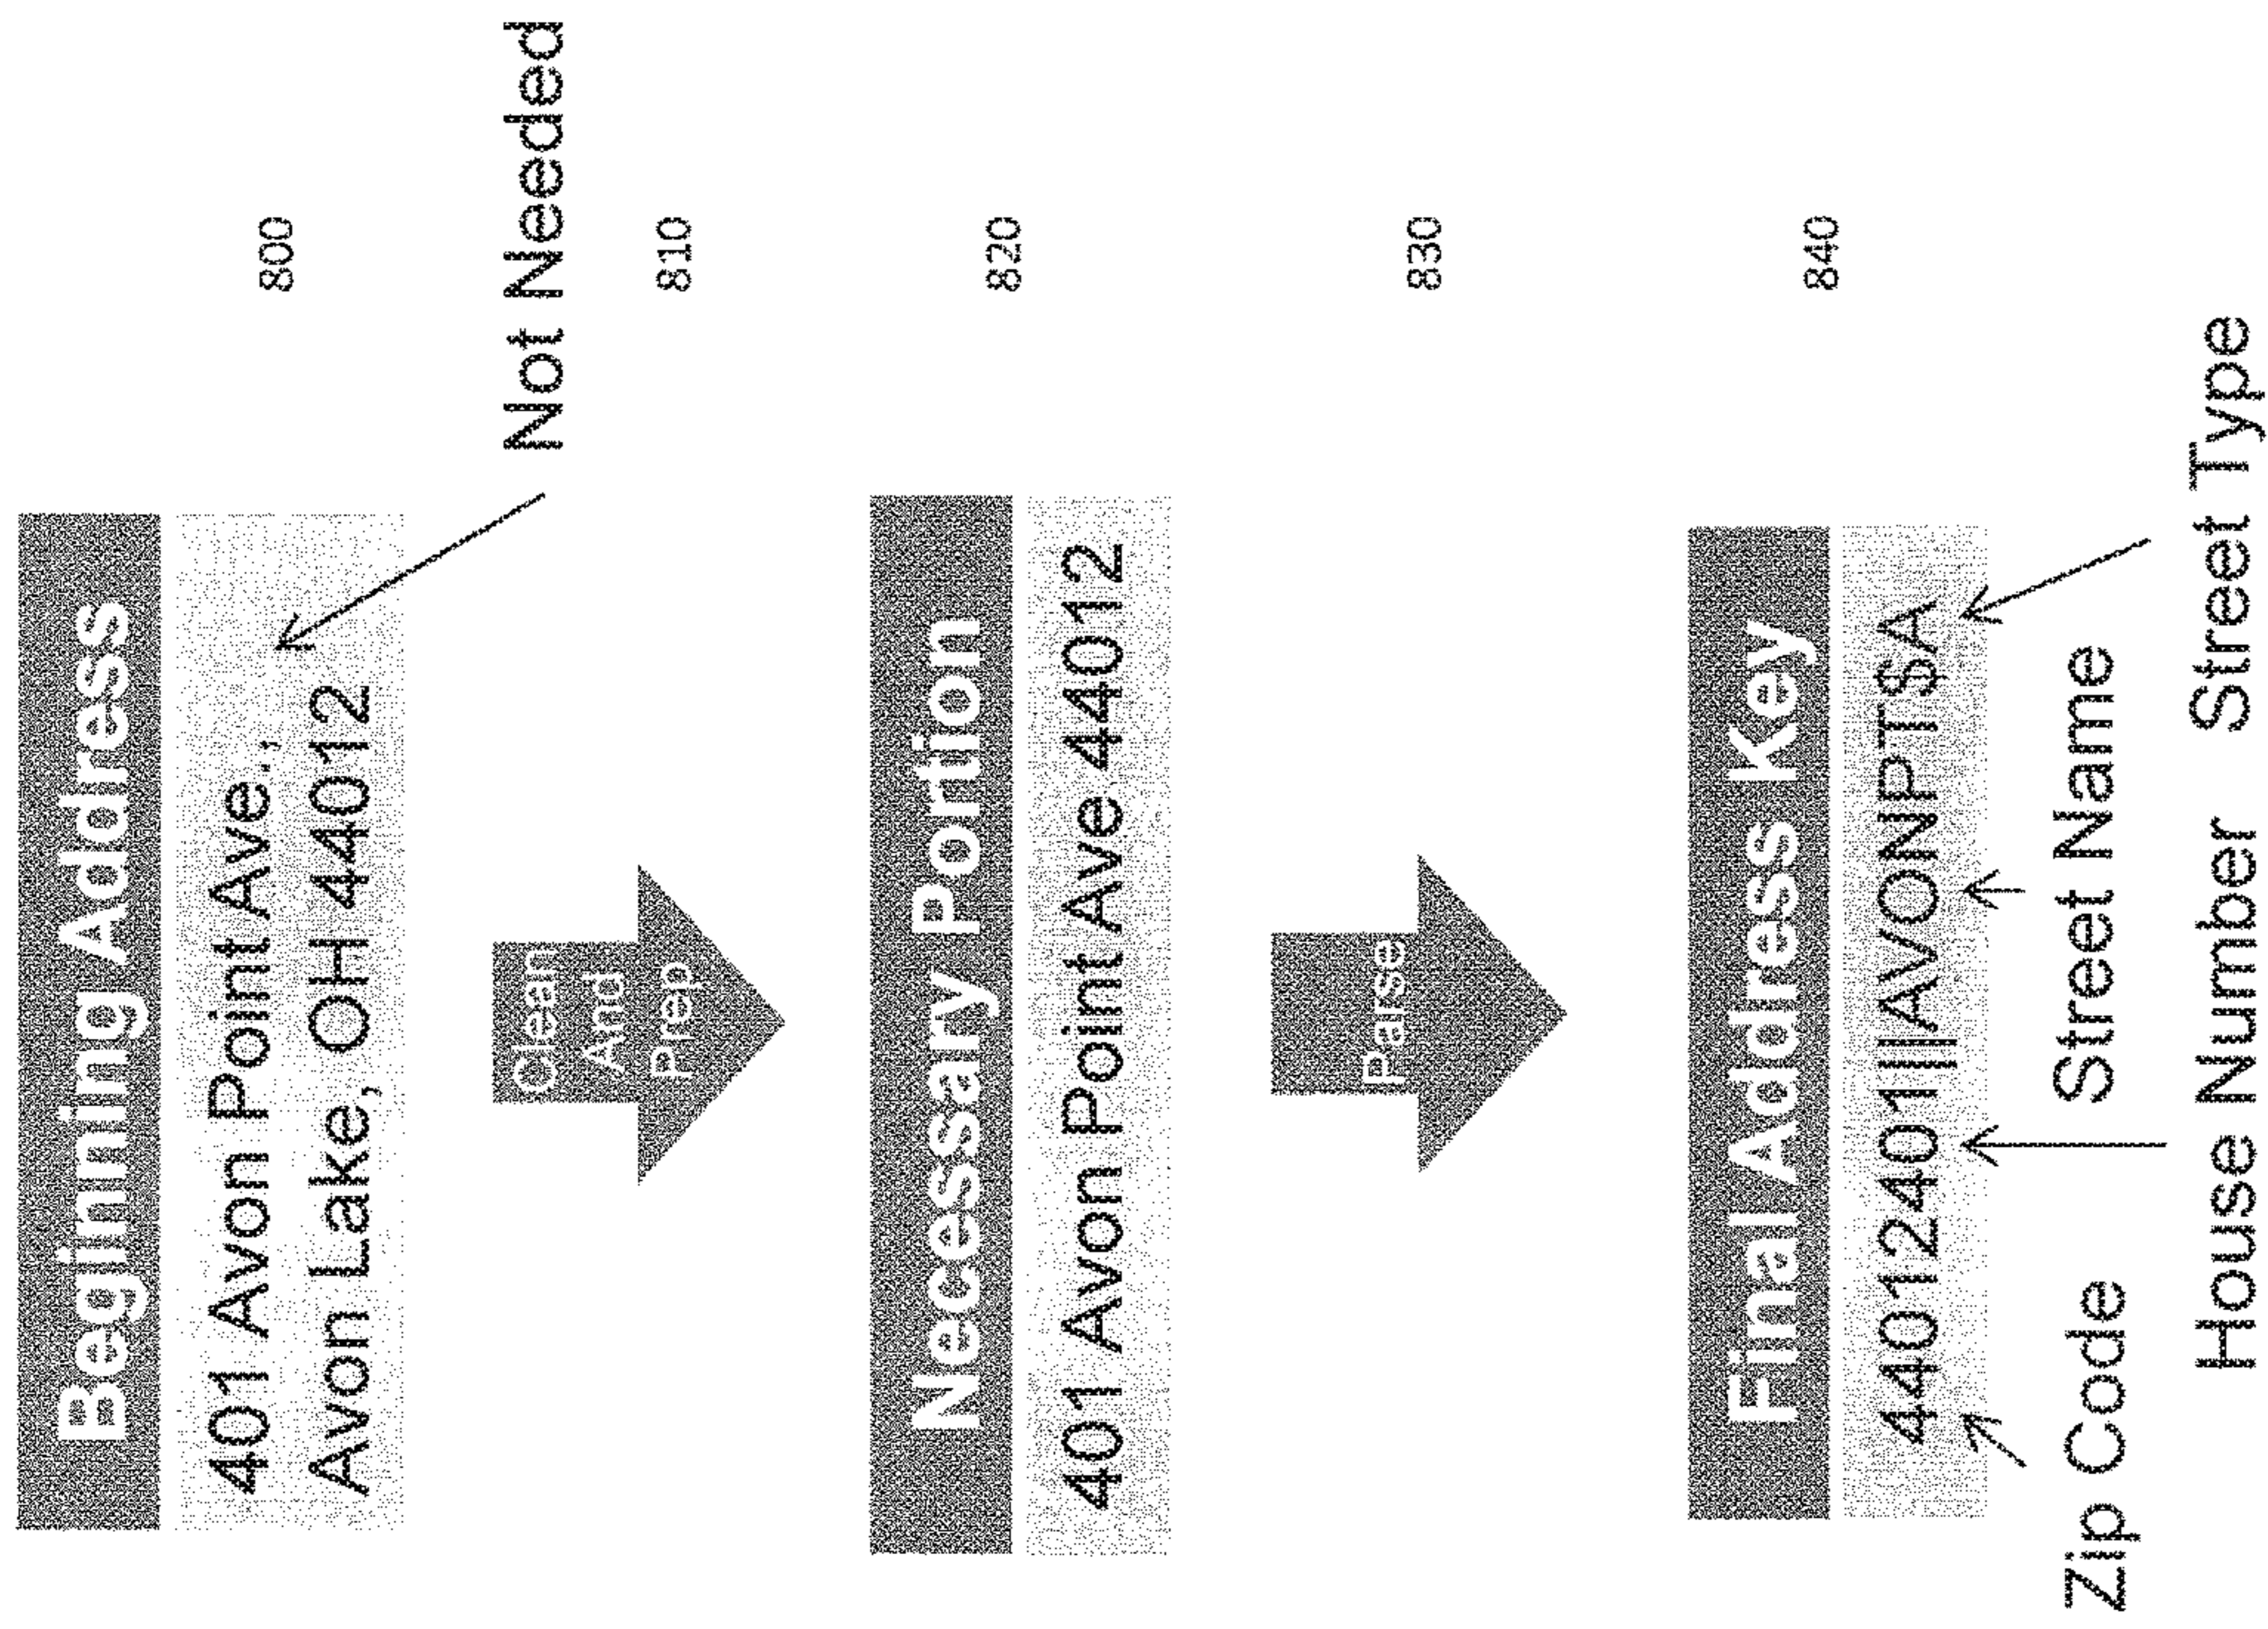 Beginning Address
401 Avon Point Ave.,
Avon Lake, OH 44012
800
Not Needed
Clean
And
Prep
810
Necessary Portion
401 Avon Point Ave 44012
820
Parse
830
Final Address Key
44012401|||AVONPT$A
840
Zip Code
Street Name
House Number
Street Type